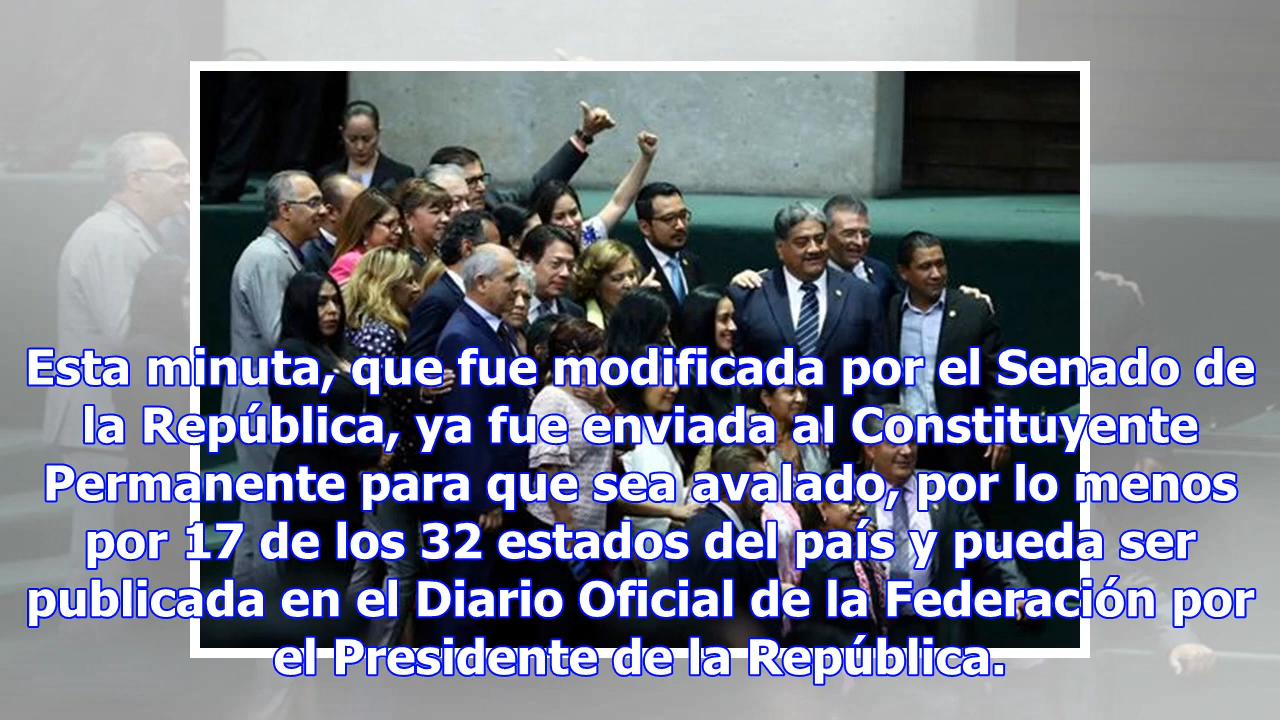 Esta minuta, que fue modificada por el Senado de
la República, ya fue enviada al Constituyente
Permanente para que sea avalado, por lo menos
por 17 de los 32 estados del país y pueda ser
publicada en el Diario Oficial de la Federación por
el Presidente de la República.